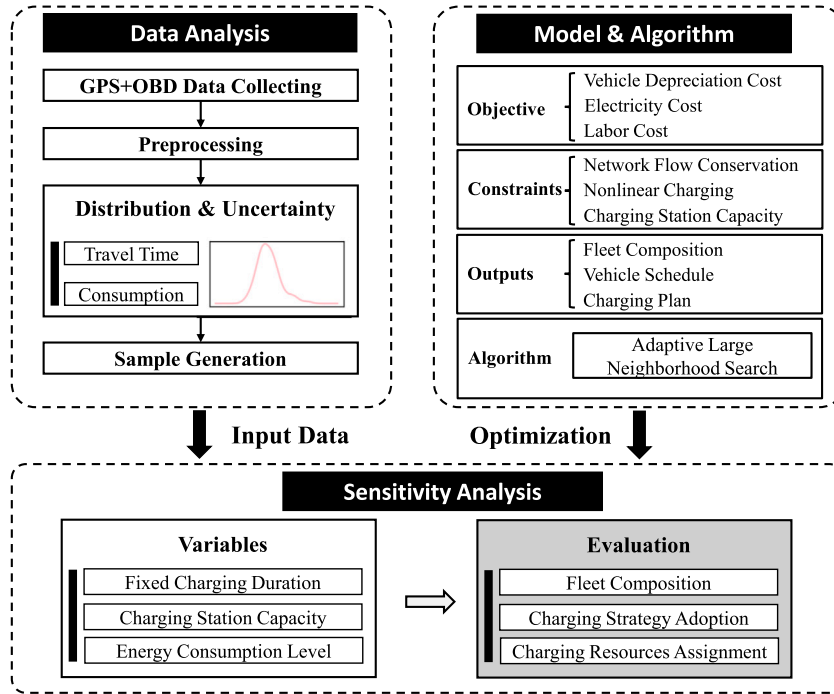 Data Analysis
GPS+OBD Data Collecting
Preprocessing
Distribution & Uncertainty
Travel Time
Consumption
Sample Generation
Model & Algorithm
Objective
Vehicle Depreciation Cost
Electricity Cost
Labor Cost
Constraints
Network Flow Conservation
Nonlinear Charging
Charging Station Capacity
Outputs
Fleet Composition
Vehicle Schedule
Charging Plan
Algorithm
Adaptive Large
Neighborhood Search
Input Data
Optimization
Sensitivity Analysis
Variables
Fixed Charging Duration
Charging Station Capacity
Energy Consumption Level
Evaluation
Fleet Composition
Charging Strategy Adoption
Charging Resources Assignment